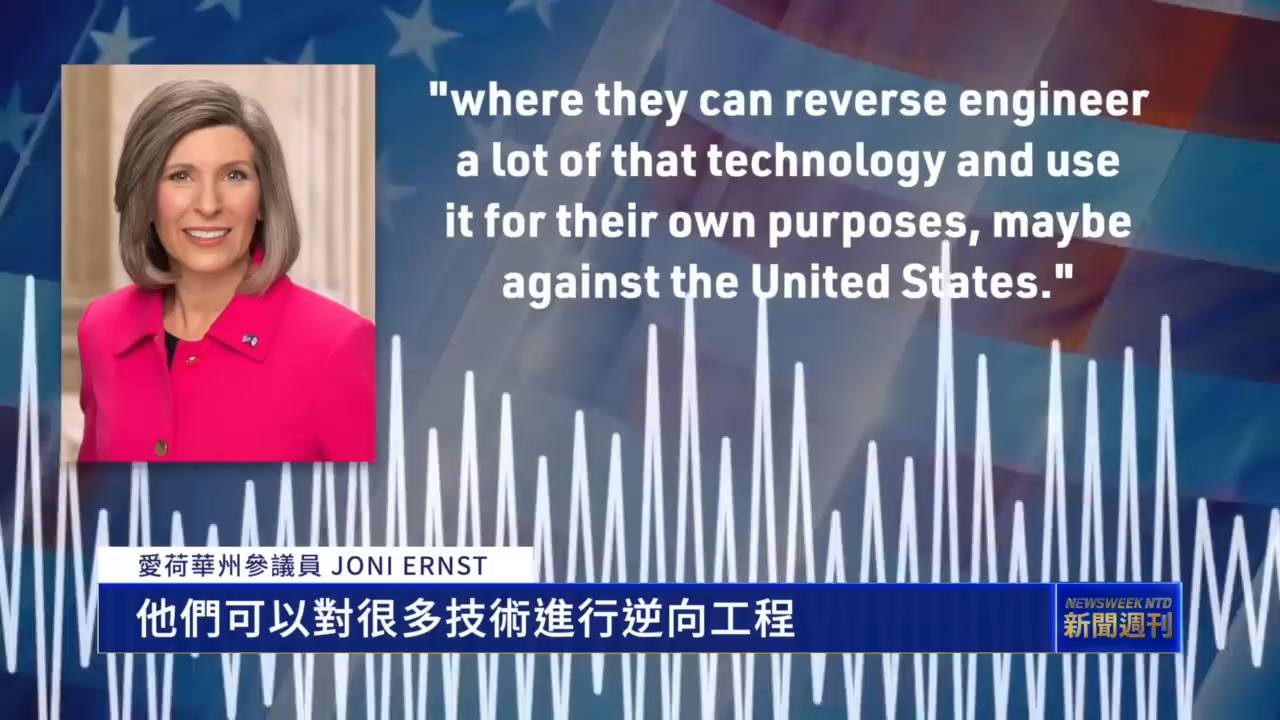 "where they can reverse engineer
a lot of that technology and use
it for their own purposes, maybe
against the United States."
愛荷華州參議員 JONI ERNST
他們可以對很多技術進行逆向工程
NEWSWEEK NTD
新聞週刊